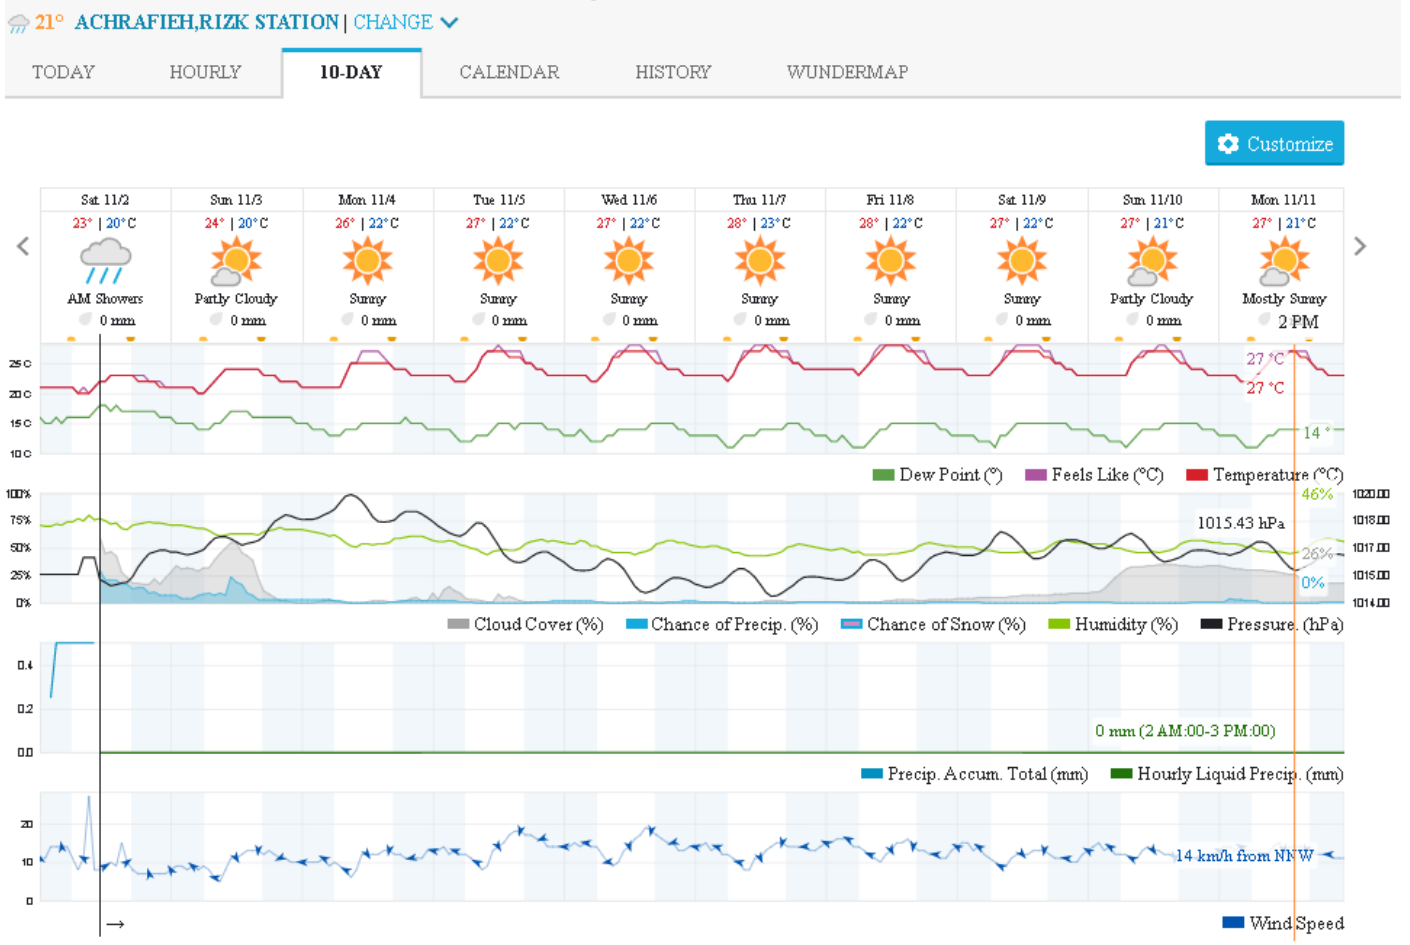 21° ACHRAFIEH,RIZK STATION | CHANGE
TODAY HOURLY 10-DAY CALENDAR HISTORY WUNDERMAP
Customize
Sat 11/2 Sun 11/3 Mon 11/4 Tue 11/5 Wed 11/6 Thu 11/7 Fri 11/8 Sat 11/9 Sun 11/10 Mon 11/11
23° | 20°C 24° | 20°C 26° | 22°C 27° | 22°C 27° | 22°C 28° | 23°C 28° | 22°C 27° | 22°C 27° | 21°C 27° | 21°C
AM Showers Partly Cloudy Sunny Sunny Sunny Sunny Sunny Sunny Partly Cloudy Mostly Sunny
0 mm 0 mm 0 mm 0 mm 0 mm 0 mm 0 mm 0 mm 0 mm 2 PM
25 C 27 °C
20 C 27 °C
15 C 14 °
10 C
Dew Point (°) Feels Like (°C) Temperature (°C)
100% 46% 1020.00
75% 1015.43 hPa 1018.00
50% 26% 1017.00
25% 0% 1015.00
0% 1014.00
Cloud Cover (%) Chance of Precip. (%) Chance of Snow (%) Humidity (%) Pressure. (hPa)
0.4
0.2
0 mm (2 AM:00-3 PM:00)
0.0
Precip. Accum. Total (mm) Hourly Liquid Precip. (mm)
20
10 14 km/h from NNW
0
→
Wind Speed